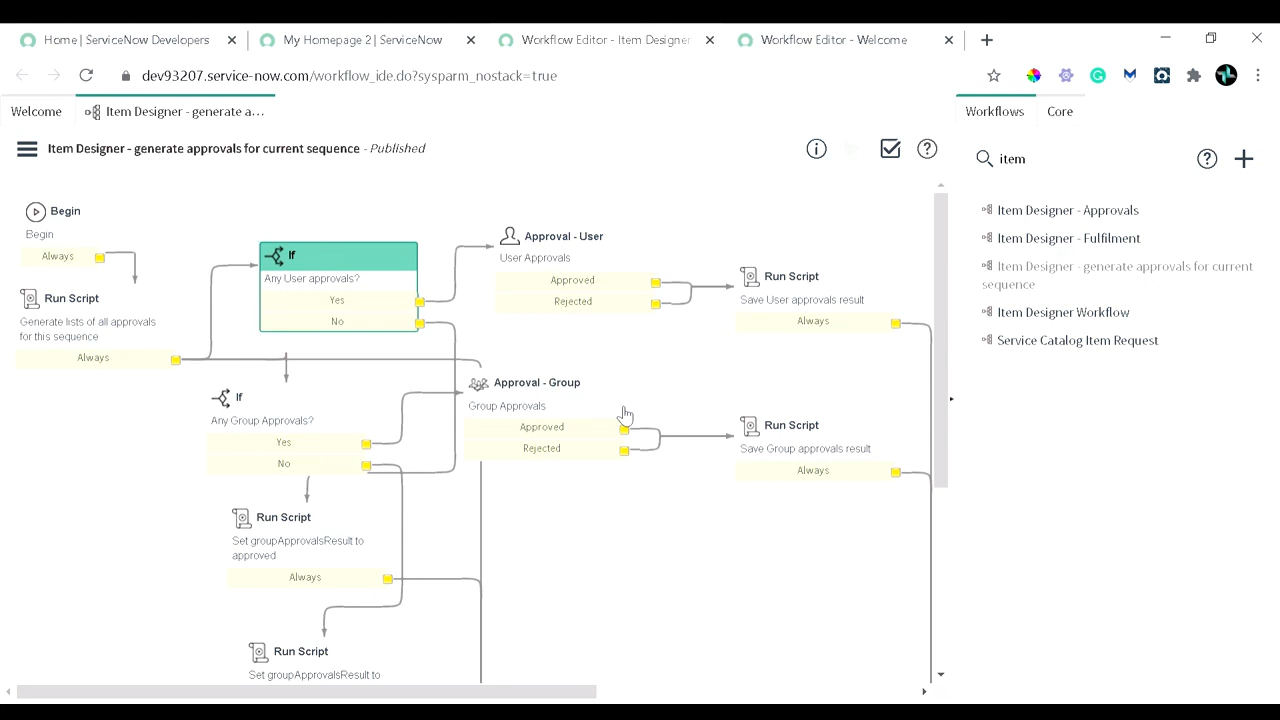 Home | ServiceNow Developers
My Homepage 2 | ServiceNow
Workflow Editor - Item Designer
Workflow Editor - Welcome
dev93207.service-now.com/workflow_ide.do?sysparm_nostack=true
Welcome
Item Designer - generate a...
Workflows
Core
Item Designer - generate approvals for current sequence - Published
item
Begin
Begin
Always
Run Script
Generate lists of all approvals
for this sequence
Always
If
Any User approvals?
Yes
No
Approval - User
User Approvals
Approved
Rejected
Run Script
Save User approvals result
Always
If
Any Group Approvals?
Yes
No
Approval - Group
Group Approvals
Approved
Rejected
Run Script
Save Group approvals result
Always
Run Script
Set groupApprovalsResult to
approved
Always
Run Script
Set groupApprovalsResult to
Item Designer - Approvals
Item Designer - Fulfilment
Item Designer - generate approvals for current
sequence
Item Designer Workflow
Service Catalog Item Request